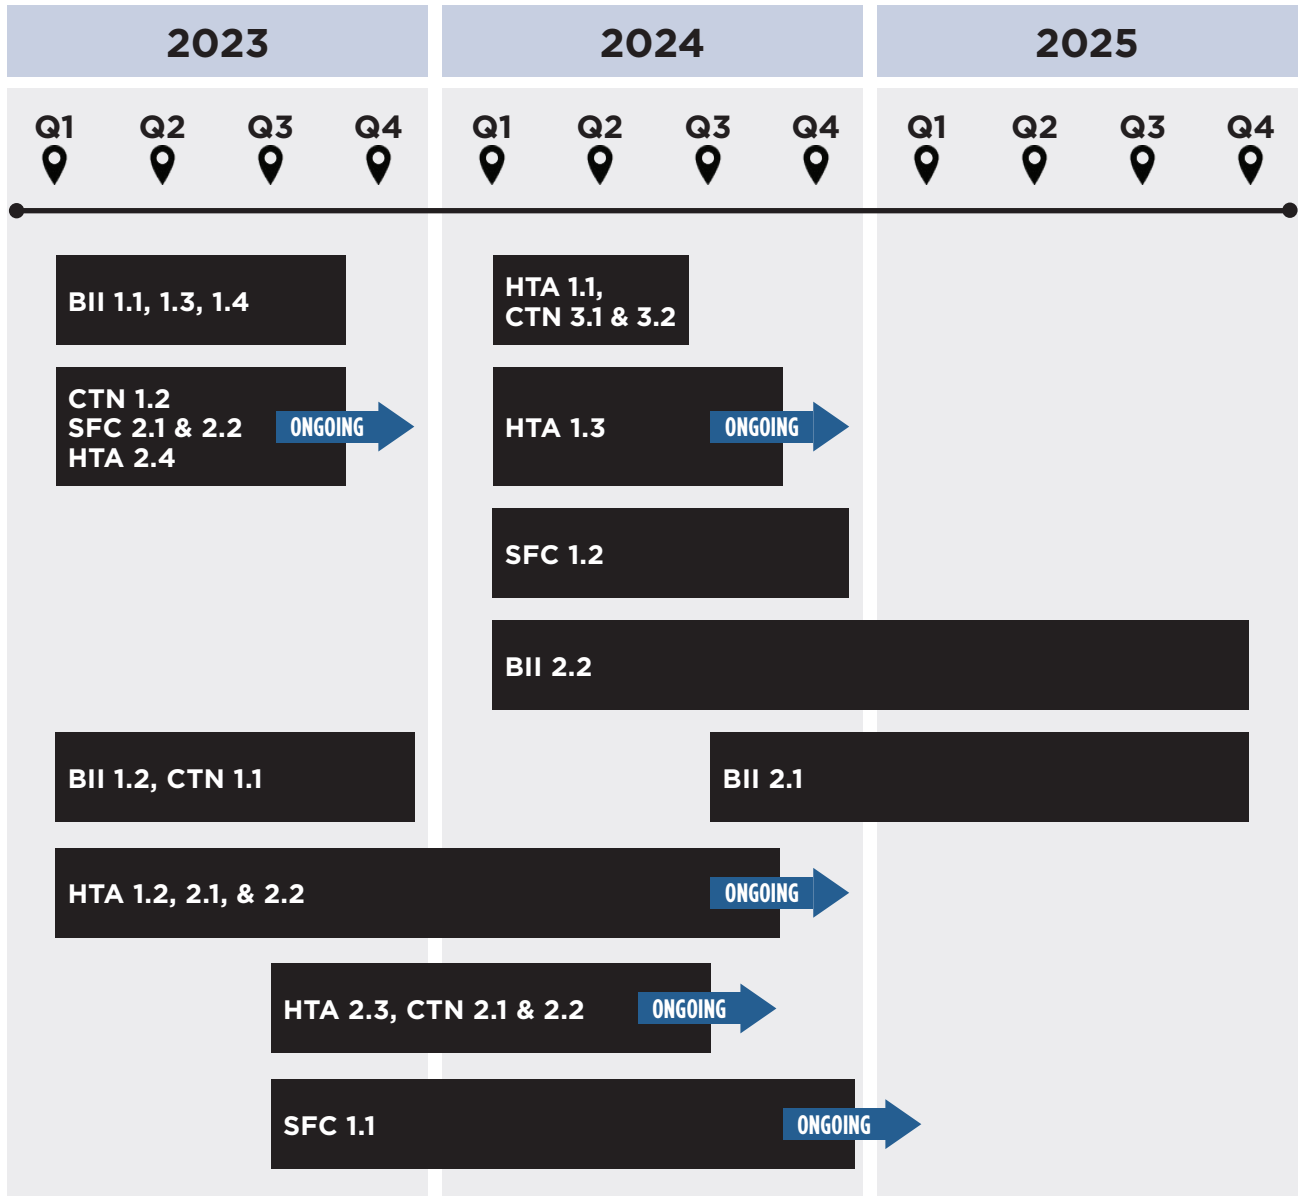 2023
2024
2025
Q1 Q2 Q3 Q4
Q1 Q2 Q3 Q4
Q1 Q2 Q3 Q4
BII 1.1, 1.3, 1.4
HTA 1.1,
CTN 3.1 & 3.2
CTN 1.2
SFC 2.1 & 2.2
HTA 2.4
ONGOING
HTA 1.3
ONGOING
SFC 1.2
BII 2.2
BII 1.2, CTN 1.1
BII 2.1
HTA 1.2, 2.1, & 2.2
ONGOING
HTA 2.3, CTN 2.1 & 2.2
ONGOING
SFC 1.1
ONGOING